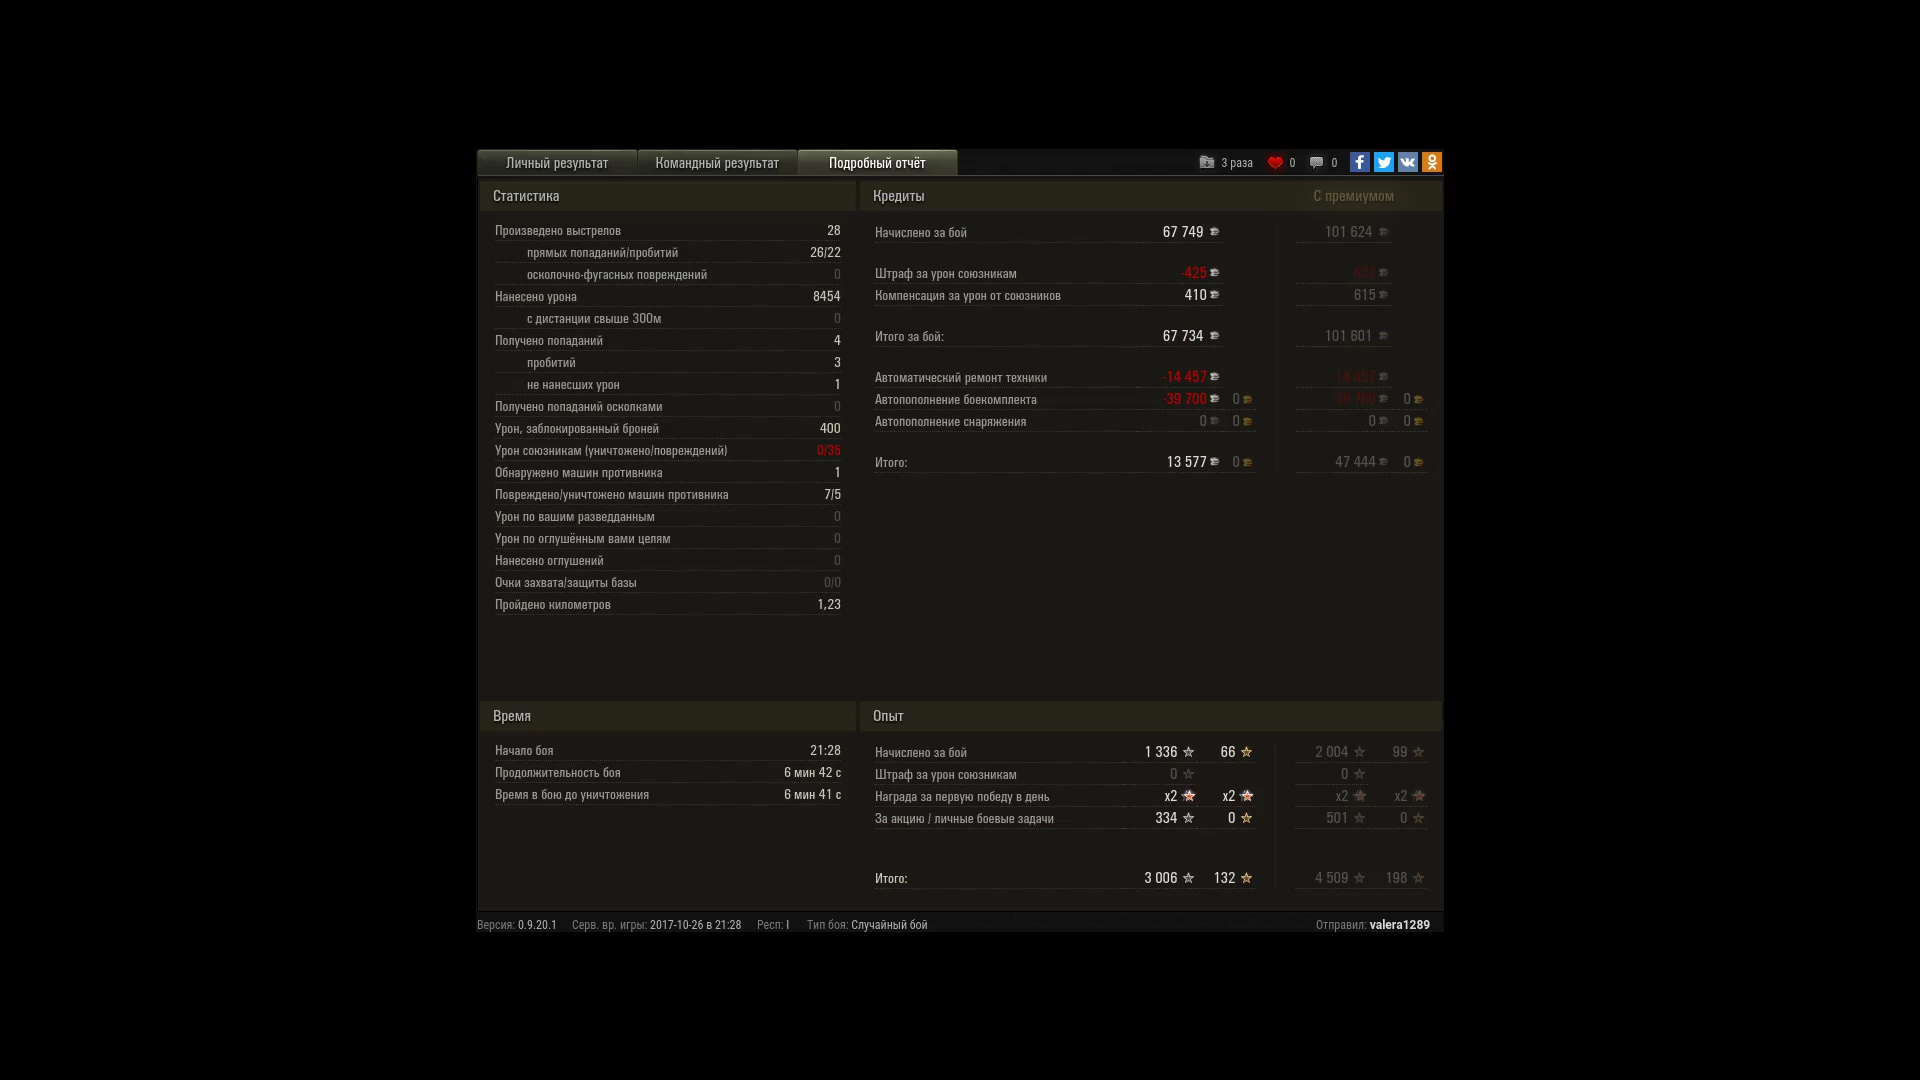 Личный результат Командный результат Подробный отчёт 3 раза 0 0
Статистика
Произведено выстрелов 28
прямых попаданий/пробитий 26/22
осколочно-фугасных повреждений 0
Нанесено урона 8454
с дистанции свыше 300м 0
Получено попаданий 4
пробитий 3
не нанесших урон 1
Получено попаданий осколками 0
Урон, заблокированный броней 400
Урон союзникам (уничтожено/повреждений) 0/35
Обнаружено машин противника 1
Повреждено/уничтожено машин противника 7/5
Урон по вашим разведданным 0
Урон по оглушённым вами целям 0
Нанесено оглушений 0
Очки захвата/защиты базы 0/0
Пройдено километров 1,23
Кредиты С премиумом
Начислено за бой 67 749 101 624
Штраф за урон союзникам -425
Компенсация за урон от союзников 410 615
Итого за бой: 67 734 101 601
Автоматический ремонт техники -14 457 -14 457
Автопополнение боекомплекта -39 700 0 -39 700 0
Автопополнение снаряжения 0 0 0 0
Итого: 13 577 0 47 444 0
Время
Начало боя 21:28
Продолжительность боя 6 мин 42 с
Время в бою до уничтожения 6 мин 41 с
Опыт
Начислено за бой 1 336 66 2 004 99
Штраф за урон союзникам 0 0
Награда за первую победу в день x2 x2 x2 x2
За акцию / личные боевые задачи 334 0 501 0
Итого: 3 006 132 4 509 198
Версия: 0.9.20.1 Серв. вр. игры: 2017-10-26 в 21:28 Респ: I Тип боя: Случайный бой Отправил: valera1289